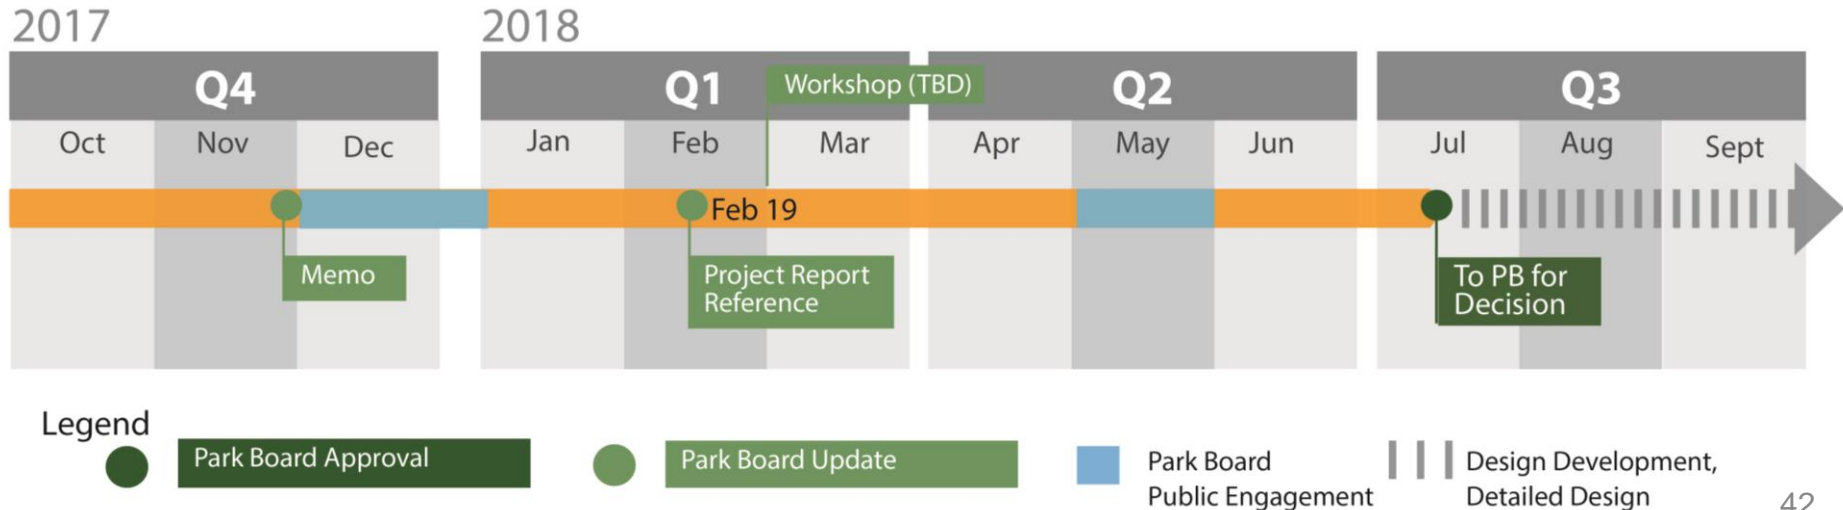 2017
2018
Q4
Q1
Workshop (TBD)
Q2
Q3
Oct
Nov
Dec
Jan
Feb
Mar
Apr
May
Jun
Jul
Aug
Sept
Feb 19
Memo
Project Report
Reference
To PB for
Decision
Legend
Park Board Approval
Park Board Update
Park Board
Public Engagement
Design Development,
Detailed Design
42